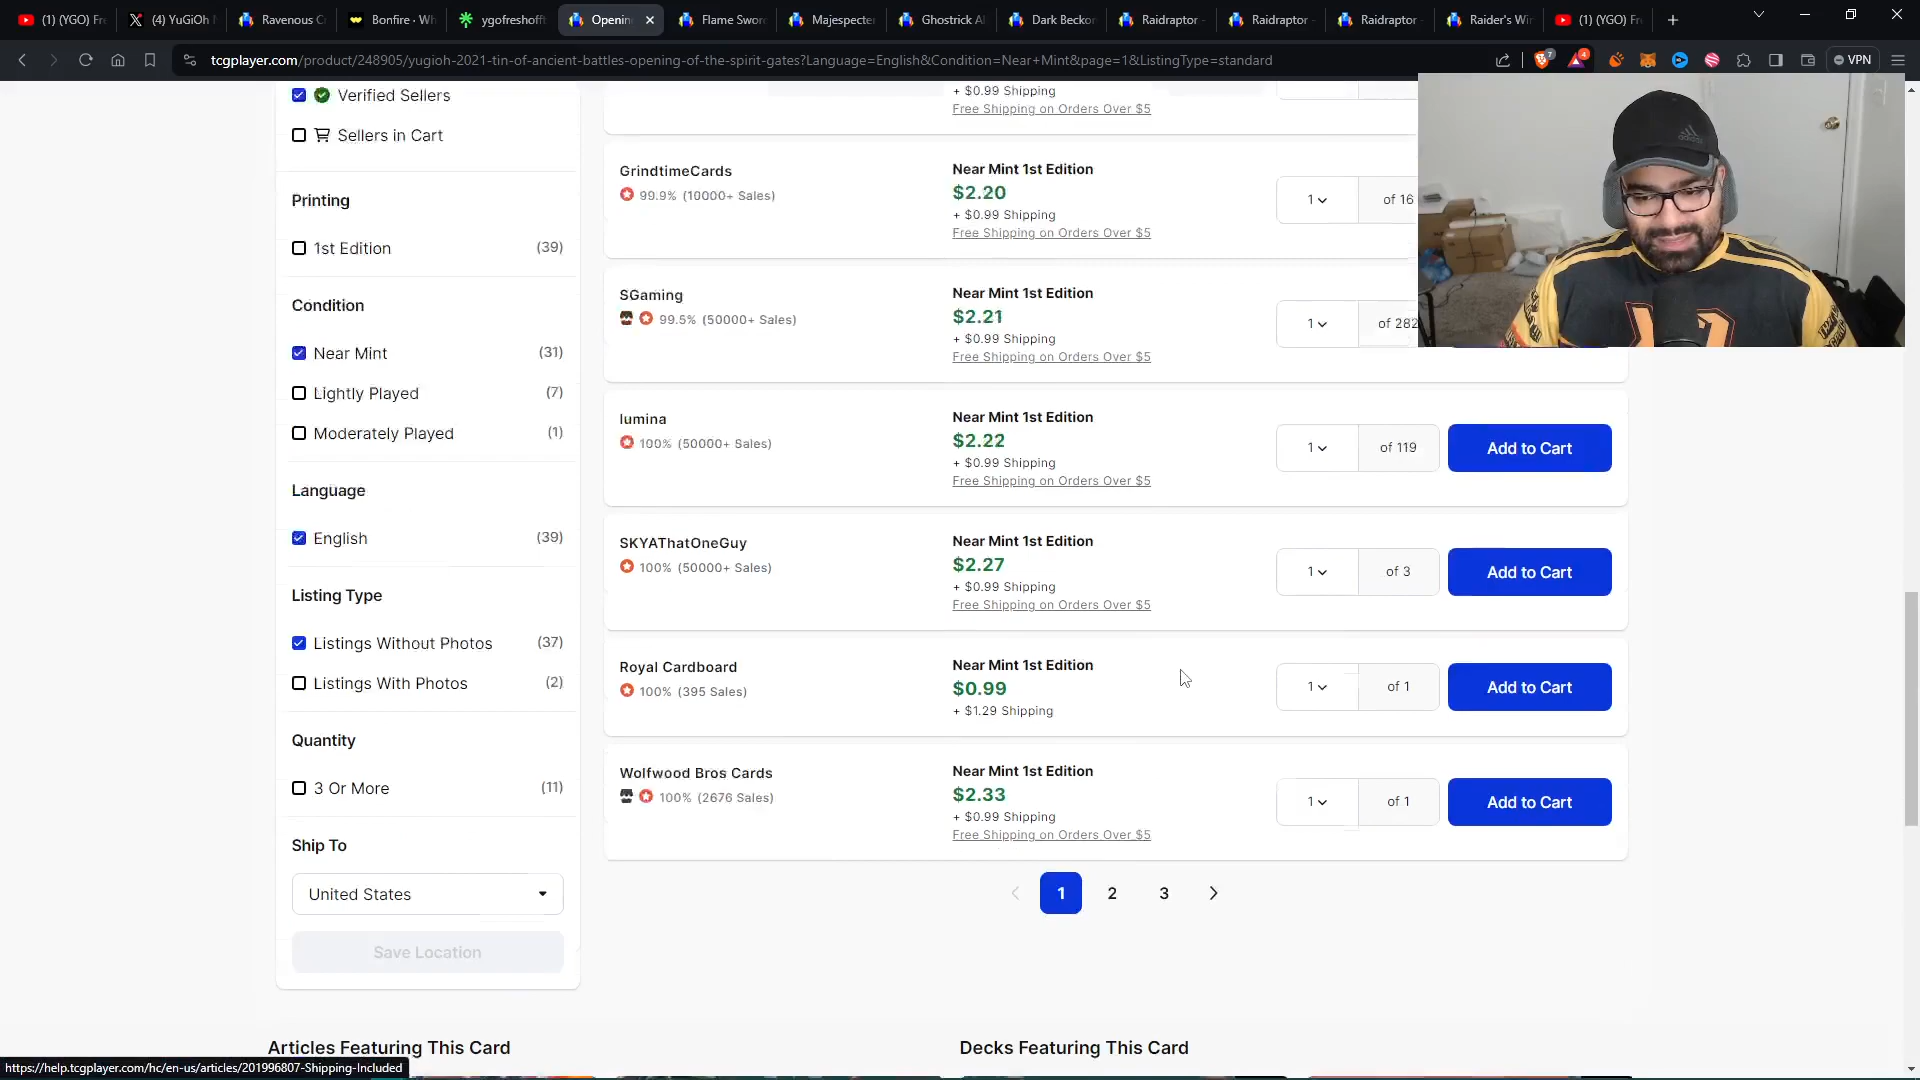 (1) (YGO) Fr
(4) YuGiOh
Ravenous C
Bonfire · Wh
ygofreshofft
Openin
Flame Swor
Majespecter
Ghostrick Al
Dark Beckon
Raidraptor
Raidraptor
Raidraptor
Raider's Win
(1) (YGO) Fr
tcgplayer.com/product/248905/yugioh-2021-tin-of-ancient-battles-opening-of-the-spirit-gates?Language=English&Condition=Near+Mint&page=1&ListingType=standard
7
4
VPN
Verified Sellers
Sellers in Cart
Printing
1st Edition (39)
Condition
Near Mint (31)
Lightly Played (7)
Moderately Played (1)
Language
English (39)
Listing Type
Listings Without Photos (37)
Listings With Photos (2)
Quantity
3 Or More (11)
Ship To
United States
Save Location
+ $0.99 Shipping
Free Shipping on Orders Over $5
GrindtimeCards
99.9% (10000+ Sales)
Near Mint 1st Edition
$2.20
+ $0.99 Shipping
Free Shipping on Orders Over $5
1
of 16
SGaming
99.5% (50000+ Sales)
Near Mint 1st Edition
$2.21
+ $0.99 Shipping
Free Shipping on Orders Over $5
1
of 282
lumina
100% (50000+ Sales)
Near Mint 1st Edition
$2.22
+ $0.99 Shipping
Free Shipping on Orders Over $5
1
of 119
Add to Cart
SKYAThatOneGuy
100% (50000+ Sales)
Near Mint 1st Edition
$2.27
+ $0.99 Shipping
Free Shipping on Orders Over $5
1
of 3
Add to Cart
Royal Cardboard
100% (395 Sales)
Near Mint 1st Edition
$0.99
+ $1.29 Shipping
1
of 1
Add to Cart
Wolfwood Bros Cards
100% (2676 Sales)
Near Mint 1st Edition
$2.33
+ $0.99 Shipping
Free Shipping on Orders Over $5
1
of 1
Add to Cart
1 2 3
Articles Featuring This Card
Decks Featuring This Card
https://help.tcgplayer.com/hc/en-us/articles/201996807-Shipping-Included
adidas